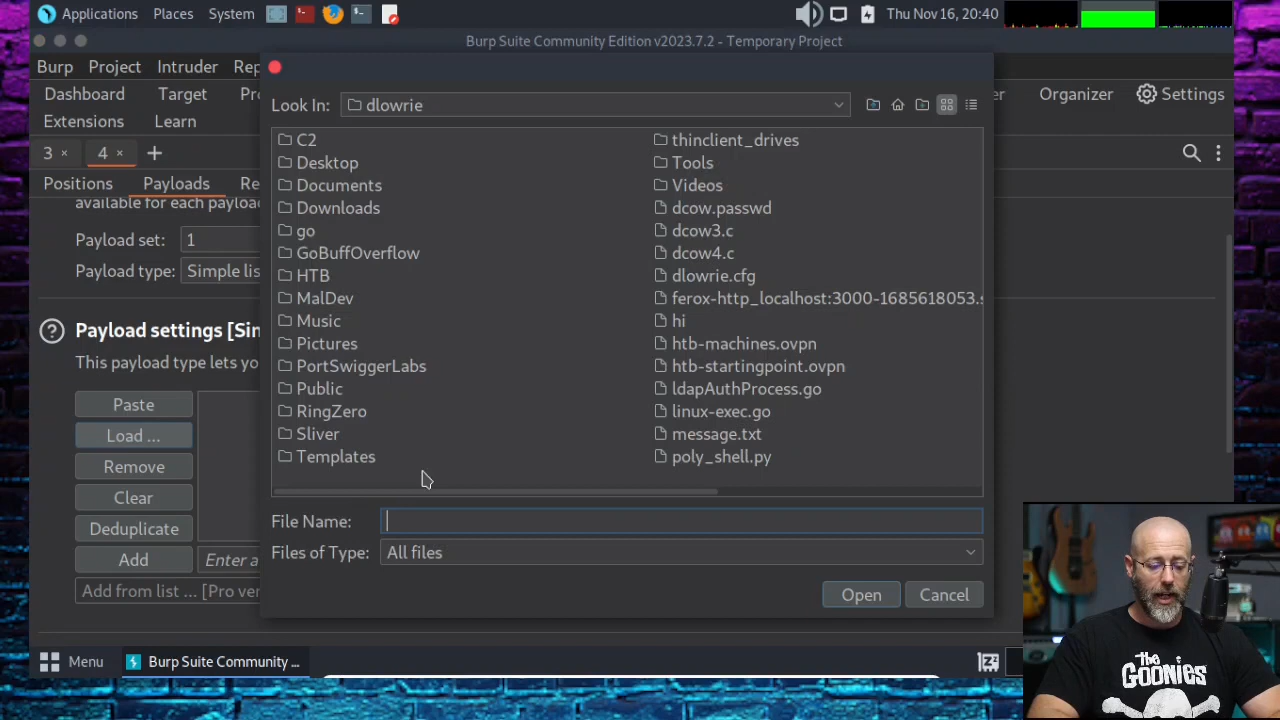 Applications Places System
Thu Nov 16, 20:40
Burp Suite Community Edition v2023.7.2 - Temporary Project
Burp Project Intruder Rep
Dashboard Target Pr er Organizer Settings
Extensions Learn
3 × 4 × +
Positions Payloads Re
available for each payload
Payload set: 1
Payload type: Simple lis
Payload settings [Sin
This payload type lets yo
Paste
Load ...
Remove
Clear
Deduplicate
Add Enter a
Add from list ... [Pro ver
Look In: dlowrie
C2
Desktop
Documents
Downloads
go
GoBuffOverflow
HTB
MalDev
Music
Pictures
PortSwiggerLabs
Public
RingZero
Sliver
Templates
thinclient_drives
Tools
Videos
dcow.passwd
dcow3.c
dcow4.c
dlowrie.cfg
ferox-http_localhost:3000-1685618053.s
hi
htb-machines.ovpn
htb-startingpoint.ovpn
ldapAuthProcess.go
linux-exec.go
message.txt
poly_shell.py
File Name:
Files of Type: All files
Open Cancel
Menu Burp Suite Community ...
THE
GOONIES